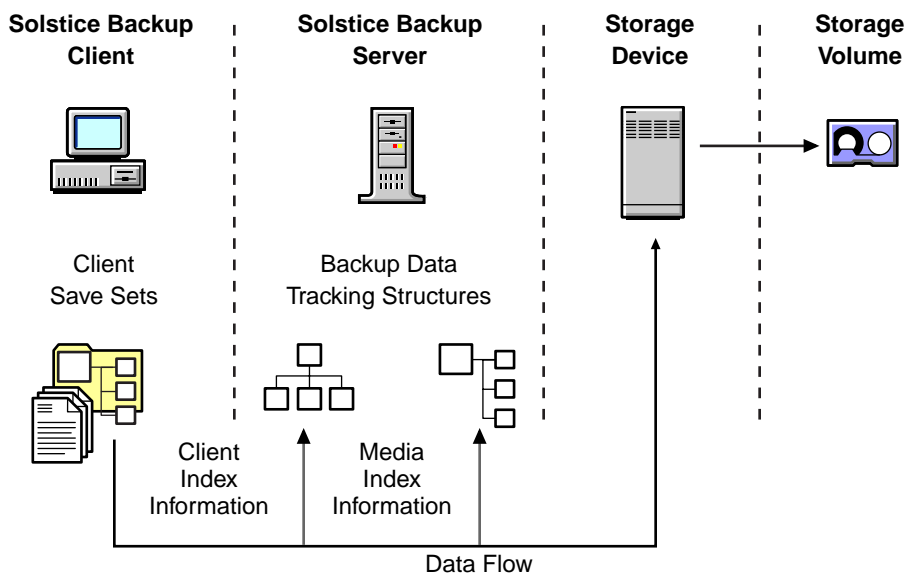 Solstice Backup
Client
Solstice Backup
Server
Storage
Device
Storage
Volume
Client
Save Sets
Backup Data
Tracking Structures
Client
Index
Information
Media
Index
Information
Data Flow